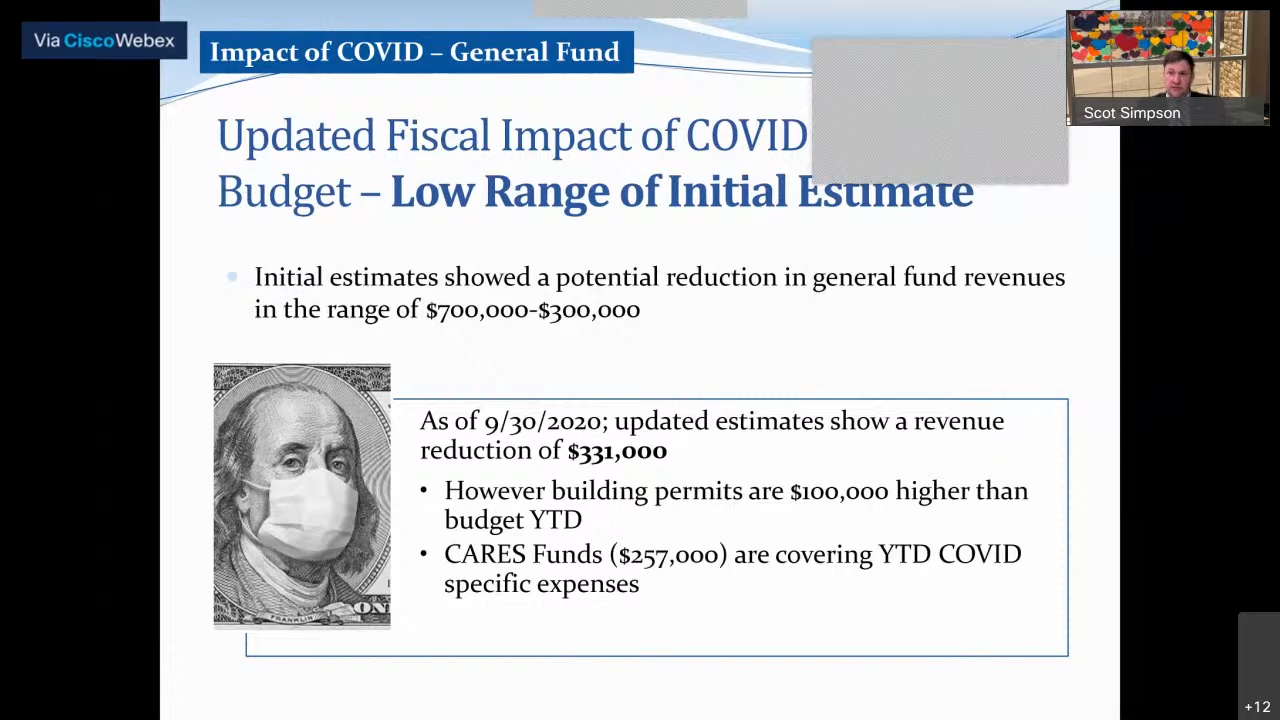 Via CiscoWebex
Impact of COVID – General Fund
Scot Simpson
Updated Fiscal Impact of COVID
Budget – Low Range of Initial Estimate
Initial estimates showed a potential reduction in general fund revenues
in the range of $700,000-$300,000
As of 9/30/2020; updated estimates show a revenue
reduction of $331,000
• However building permits are $100,000 higher than
budget YTD
• CARES Funds ($257,000) are covering YTD COVID
specific expenses
FRANKLIN
ON
+12